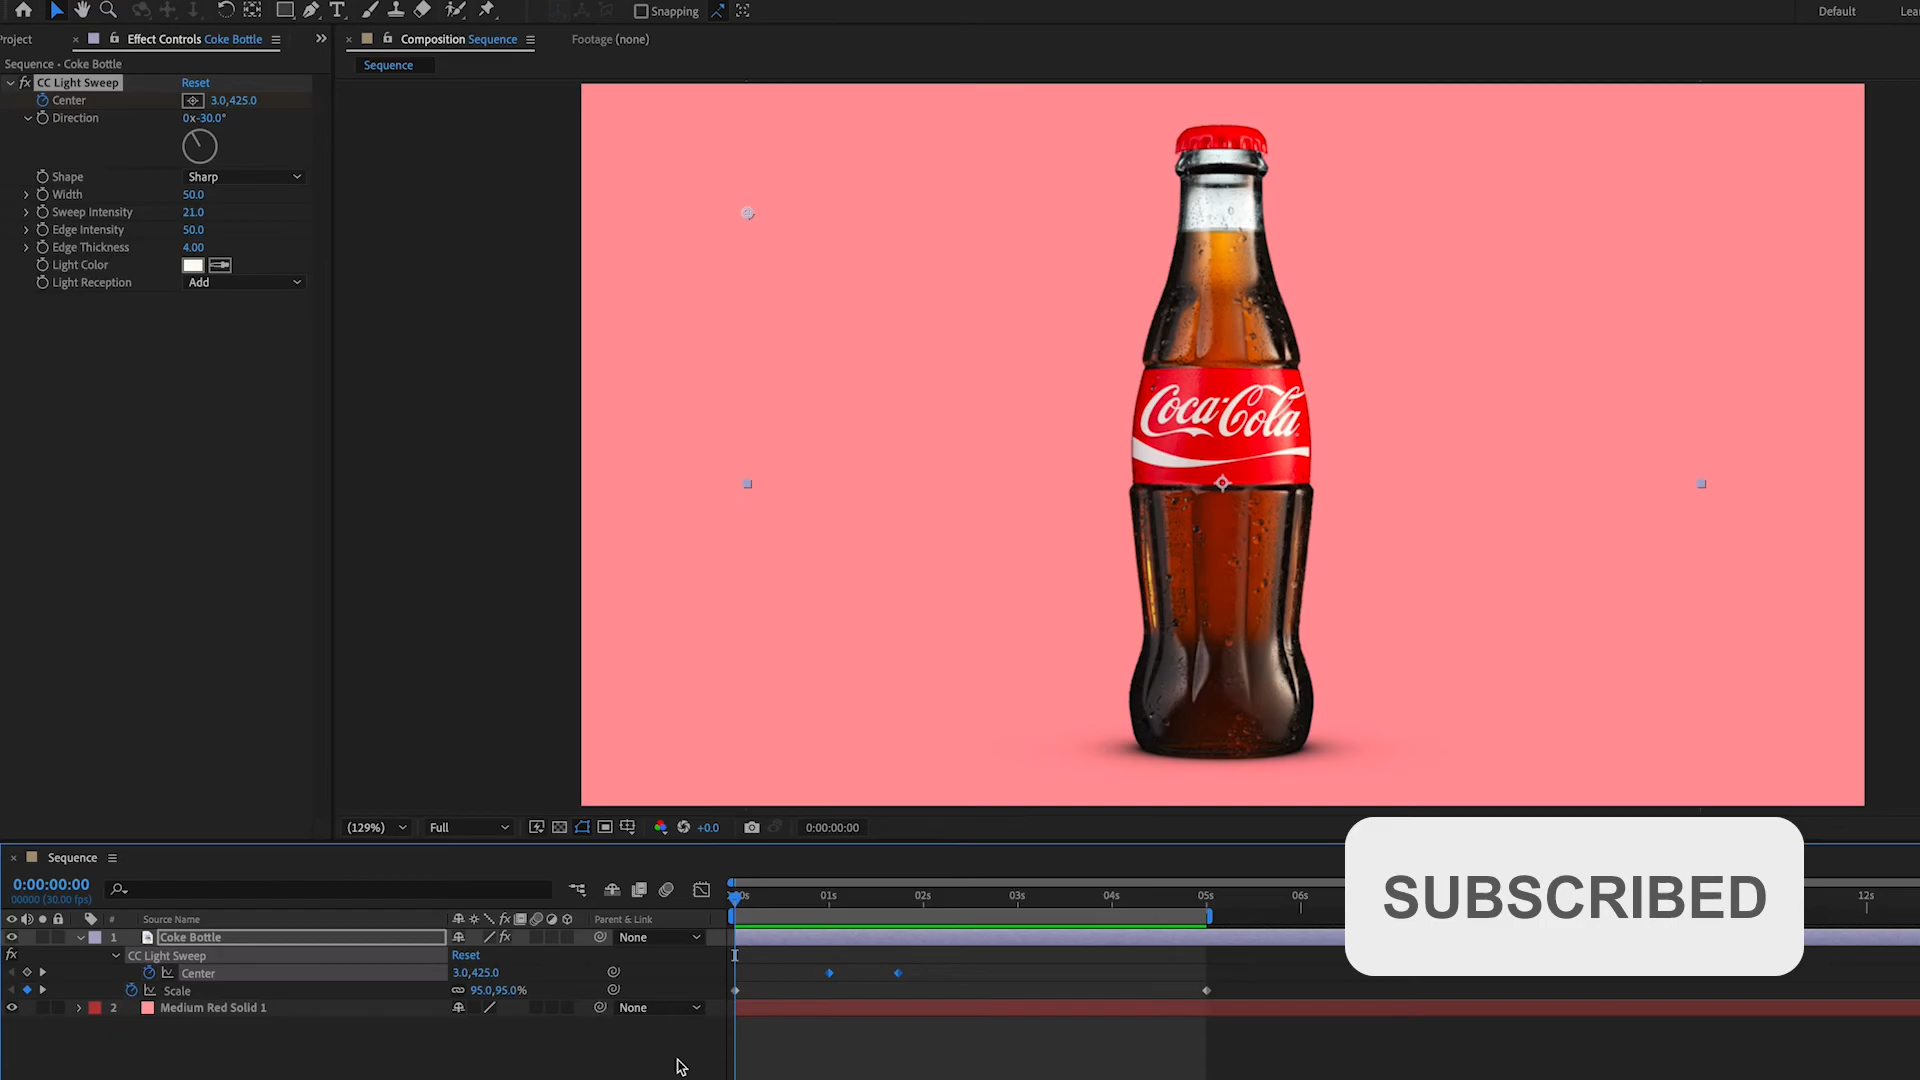 Snapping
Default
Lear
Project
Effect Controls Coke Bottle
Composition Sequence
Footage (none)
Sequence • Coke Bottle
Sequence
fx CC Light Sweep Reset
Center 3.0,425.0
Direction 0x-30.0°
Shape Sharp
Width 50.0
Sweep Intensity 21.0
Edge Intensity 50.0
Edge Thickness 4.00
Light Color
Light Reception Add
Coca-Cola
(129%) Full +0.0 0:00:00:00
Sequence
0:00:00:00
00000 (30.00 fps)
01s 02s 03s 04s 05s 06s 12s
SUBSCRIBED
# Source Name fx Parent & Link
1 Coke Bottle fx None
fx CC Light Sweep Reset
Center 3.0,425.0
Scale 95.0,95.0%
2 Medium Red Solid 1 None